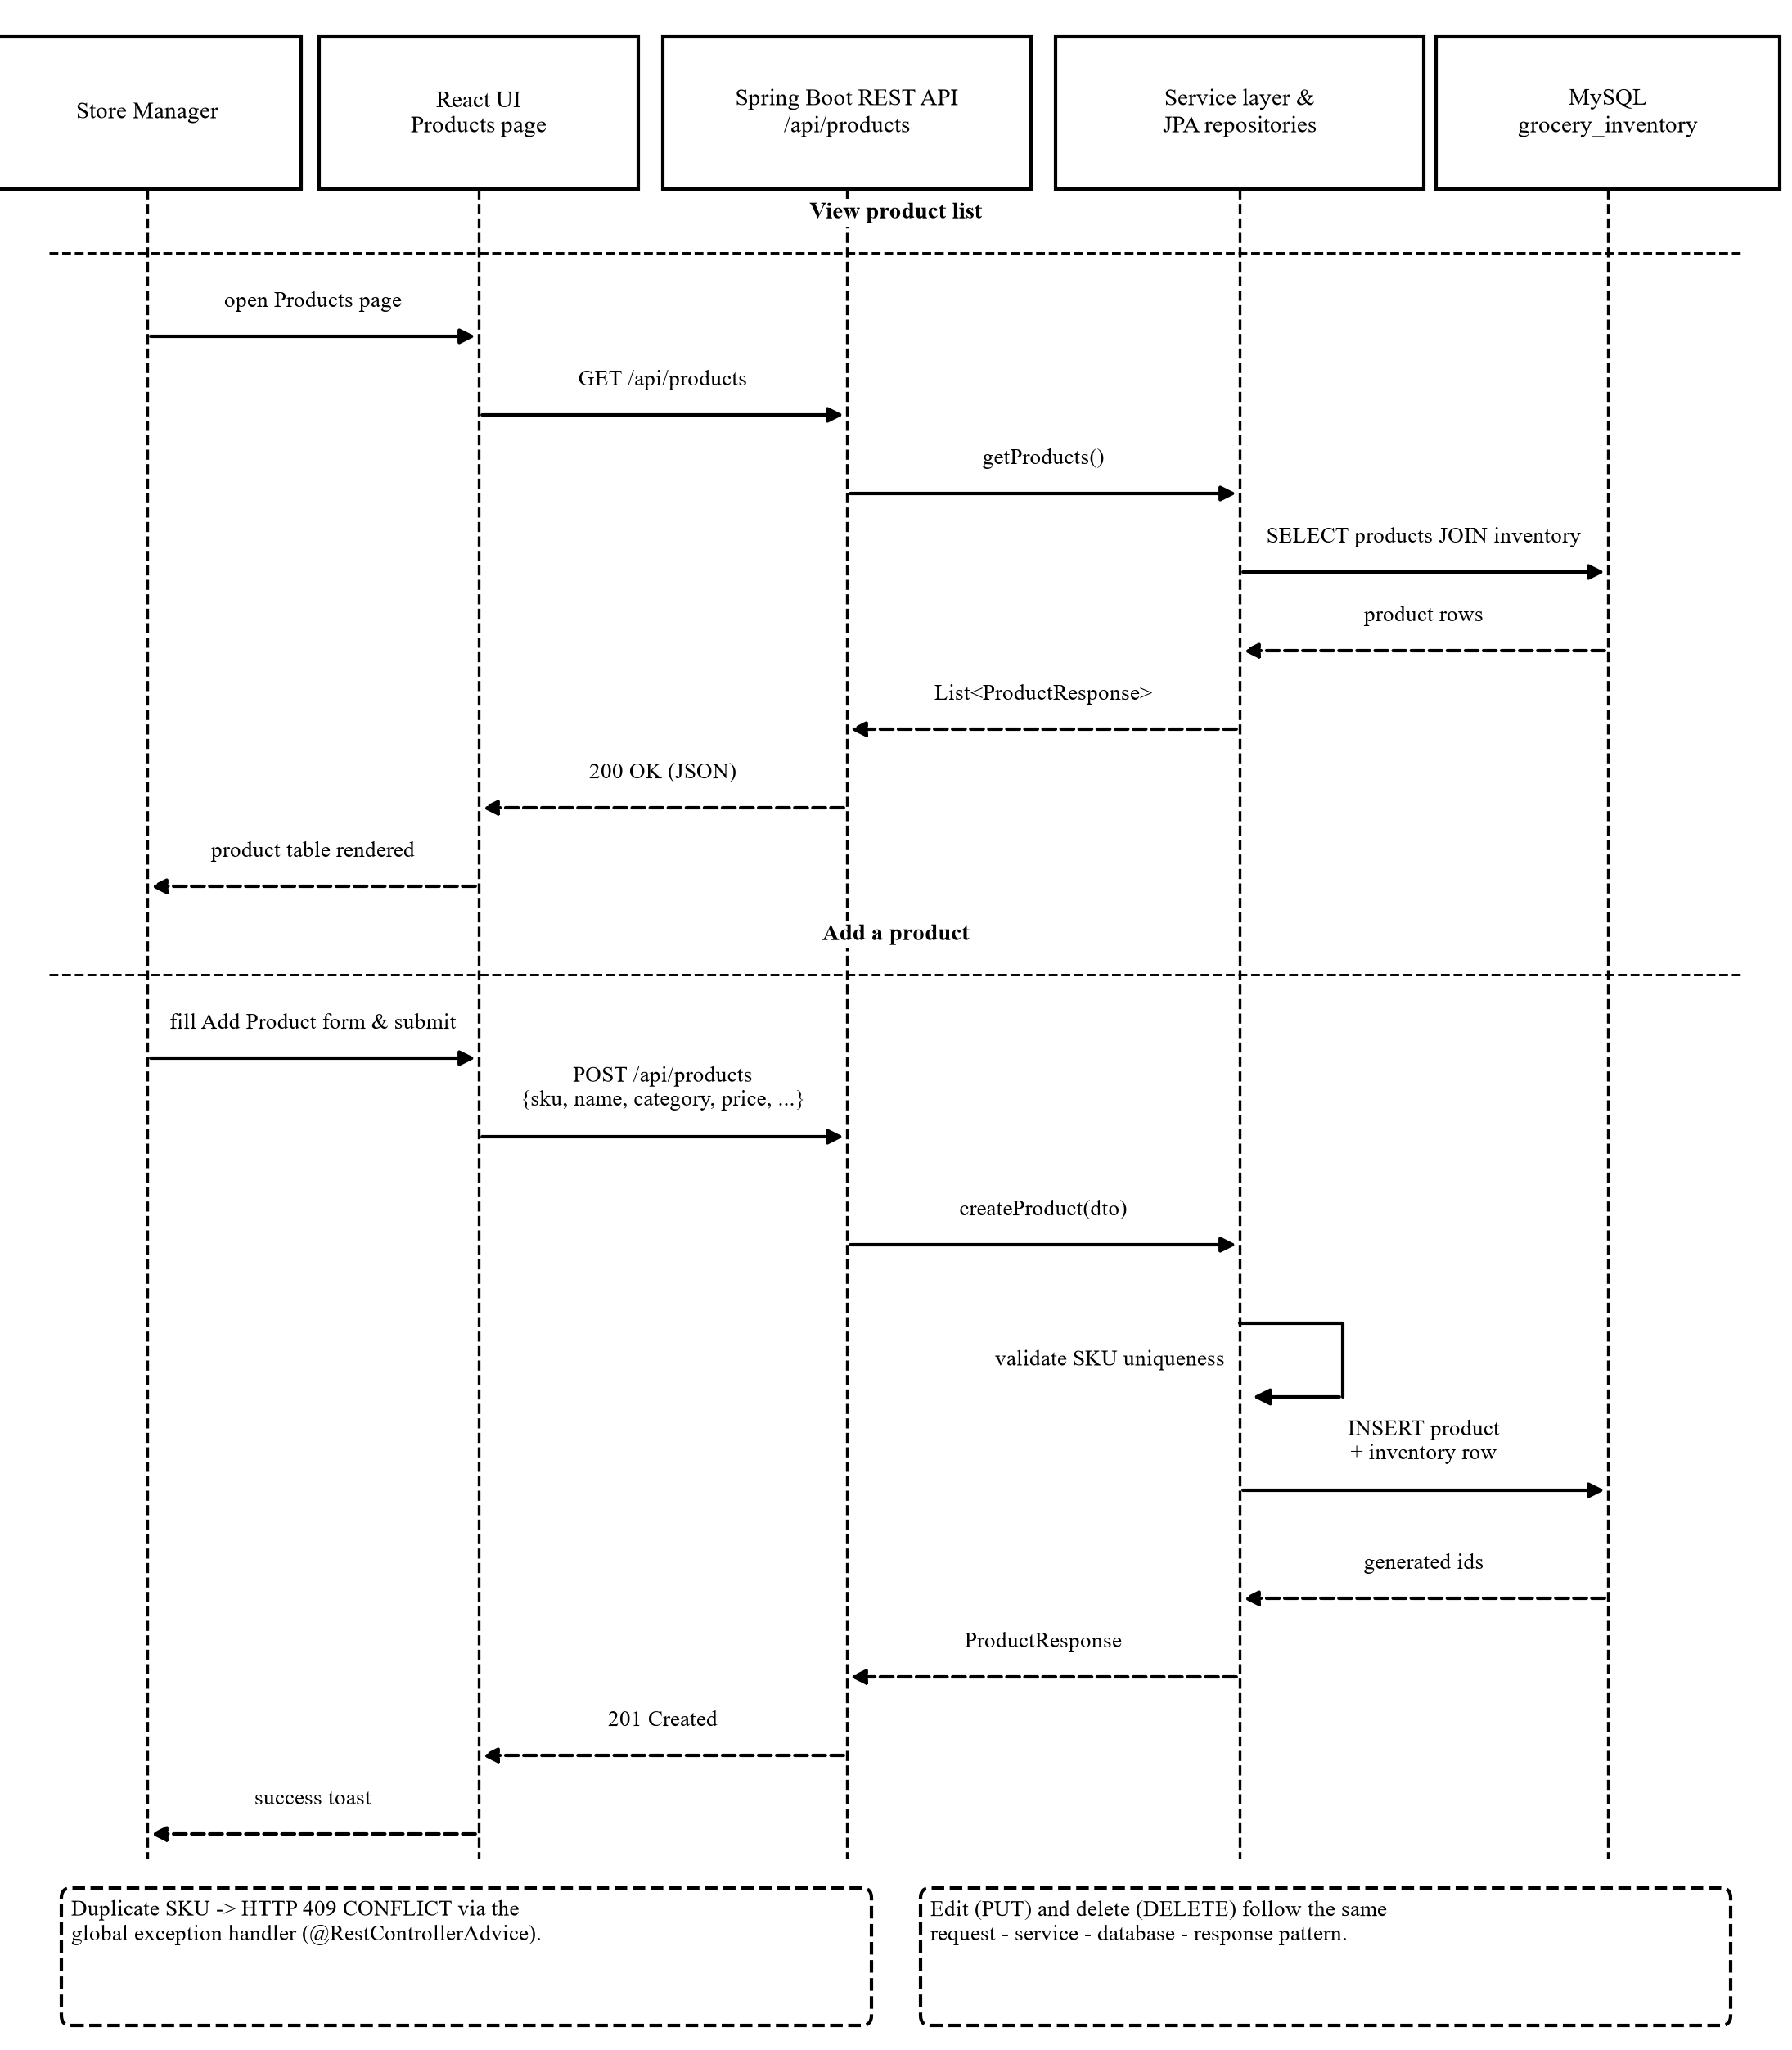 Store Manager
React UI
Products page
Spring Boot REST API
/api/products
Service layer &
JPA repositories
MySQL
grocery_inventory
View product list
open Products page
GET /api/products
getProducts()
SELECT products JOIN inventory
product rows
List<ProductResponse>
200 OK (JSON)
product table rendered
Add a product
fill Add Product form & submit
POST /api/products
{sku, name, category, price, ...}
createProduct(dto)
validate SKU uniqueness
INSERT product
+ inventory row
generated ids
ProductResponse
201 Created
success toast
Duplicate SKU -> HTTP 409 CONFLICT via the
global exception handler (@RestControllerAdvice).
Edit (PUT) and delete (DELETE) follow the same
request - service - database - response pattern.